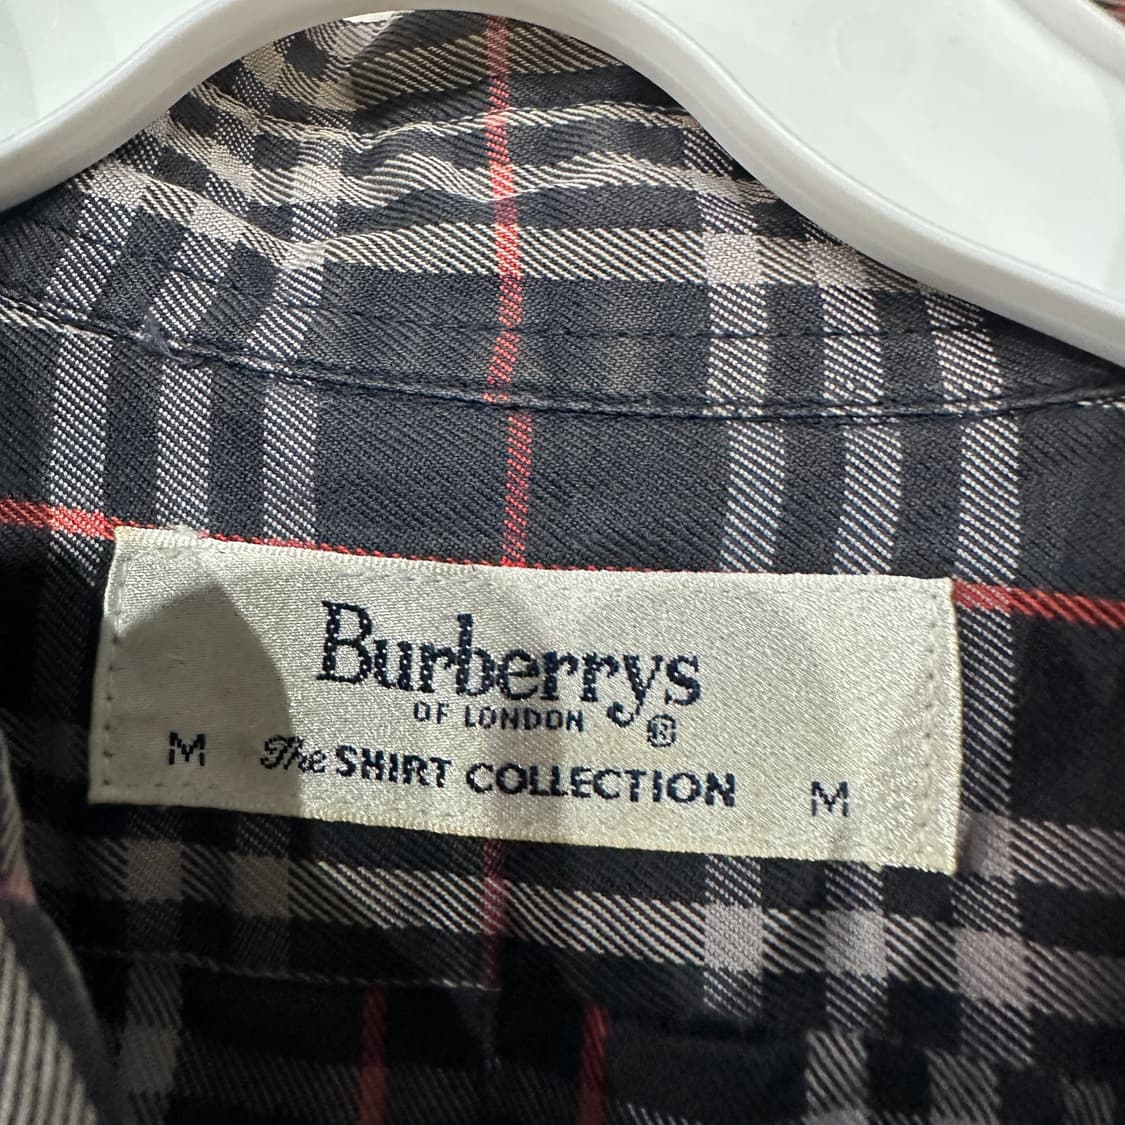 Burberrys
OF LONDON ®
M The SHIRT COLLECTION M